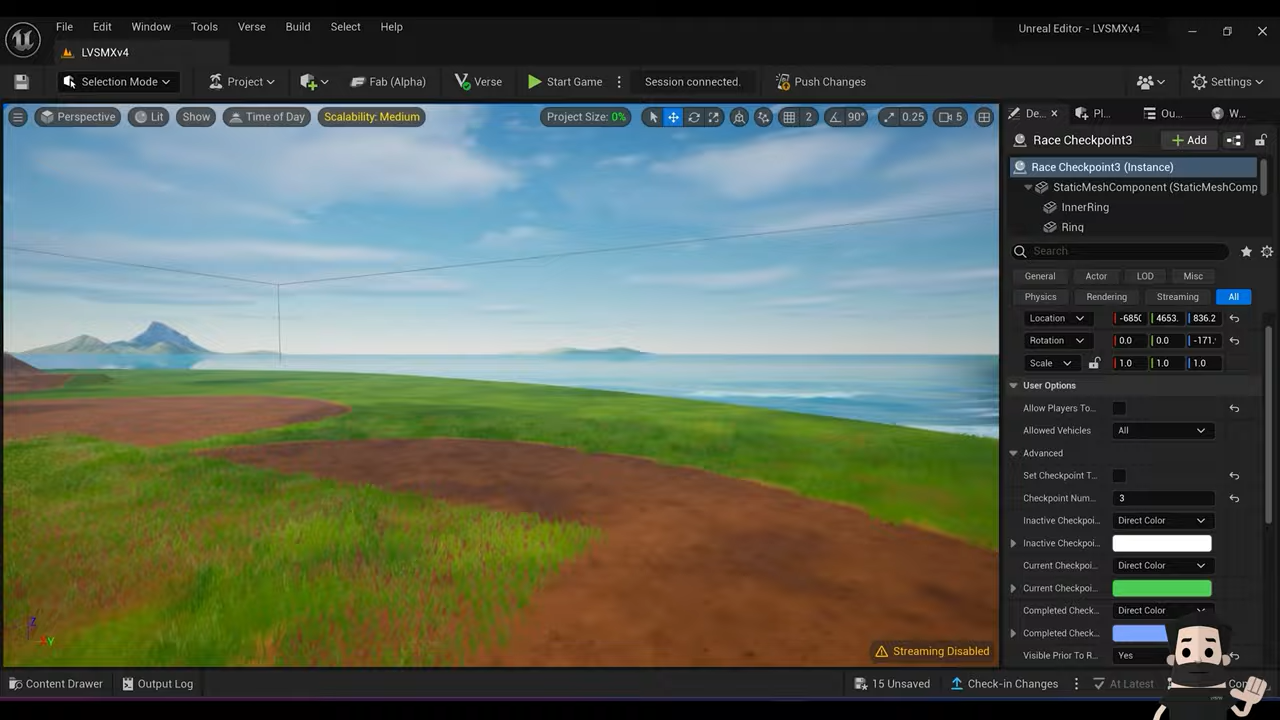 File Edit Window Tools Verse Build Select Help
Unreal Editor - LVSMXv4
LVSMXv4
Selection Mode
Project
Fab (Alpha)
Verse
Start Game
Session connected.
Push Changes
Settings
Perspective
Lit
Show
Time of Day
Scalability: Medium
Project Size: 0%
2
90°
0.25
5
De...
Pl...
Ou...
W...
Race Checkpoint3
Add
Race Checkpoint3 (Instance)
StaticMeshComponent (StaticMeshComp
InnerRing
Ring
Search
General Actor LOD Misc
Physics Rendering Streaming All
Location 4653. 836.2
Rotation 0.0 0.0 -171.
Scale 1.0 1.0 1.0
User Options
Allow Players To...
Allowed Vehicles All
Advanced
Set Checkpoint T...
Checkpoint Num... 3
Inactive Checkpoi... Direct Color
Inactive Checkpoi...
Current Checkpoi... Direct Color
Current Checkpoi...
Completed Check... Direct Color
Completed Check...
Visible Prior To R... Yes
Streaming Disabled
Content Drawer
Output Log
15 Unsaved
Check-in Changes
At Latest